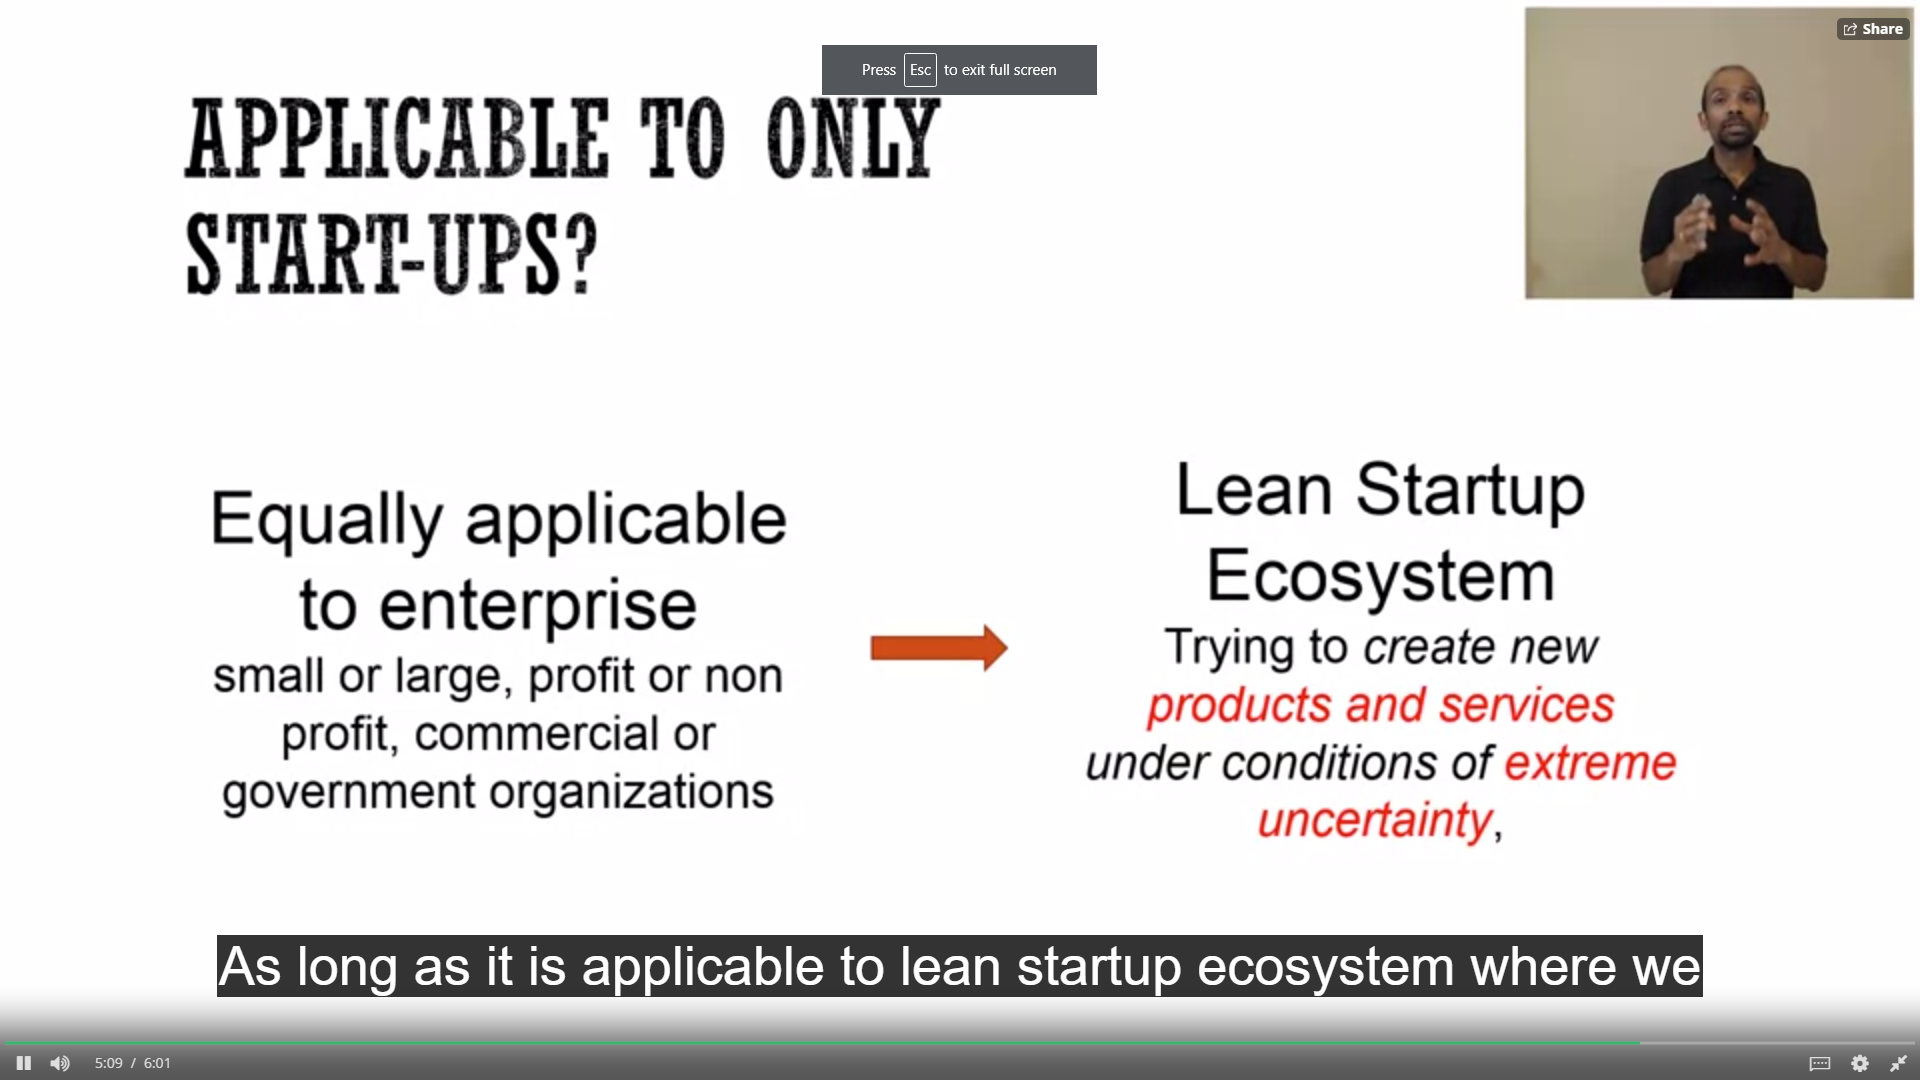 Share
Press Esc to exit full screen
APPLICABLE TO ONLY
START-UPS?
Equally applicable
to enterprise
small or large, profit or non
profit, commercial or
government organizations
Lean Startup
Ecosystem
Trying to create new
products and services
under conditions of extreme
uncertainty,
As long as it is applicable to lean startup ecosystem where we
5:09 / 6:01